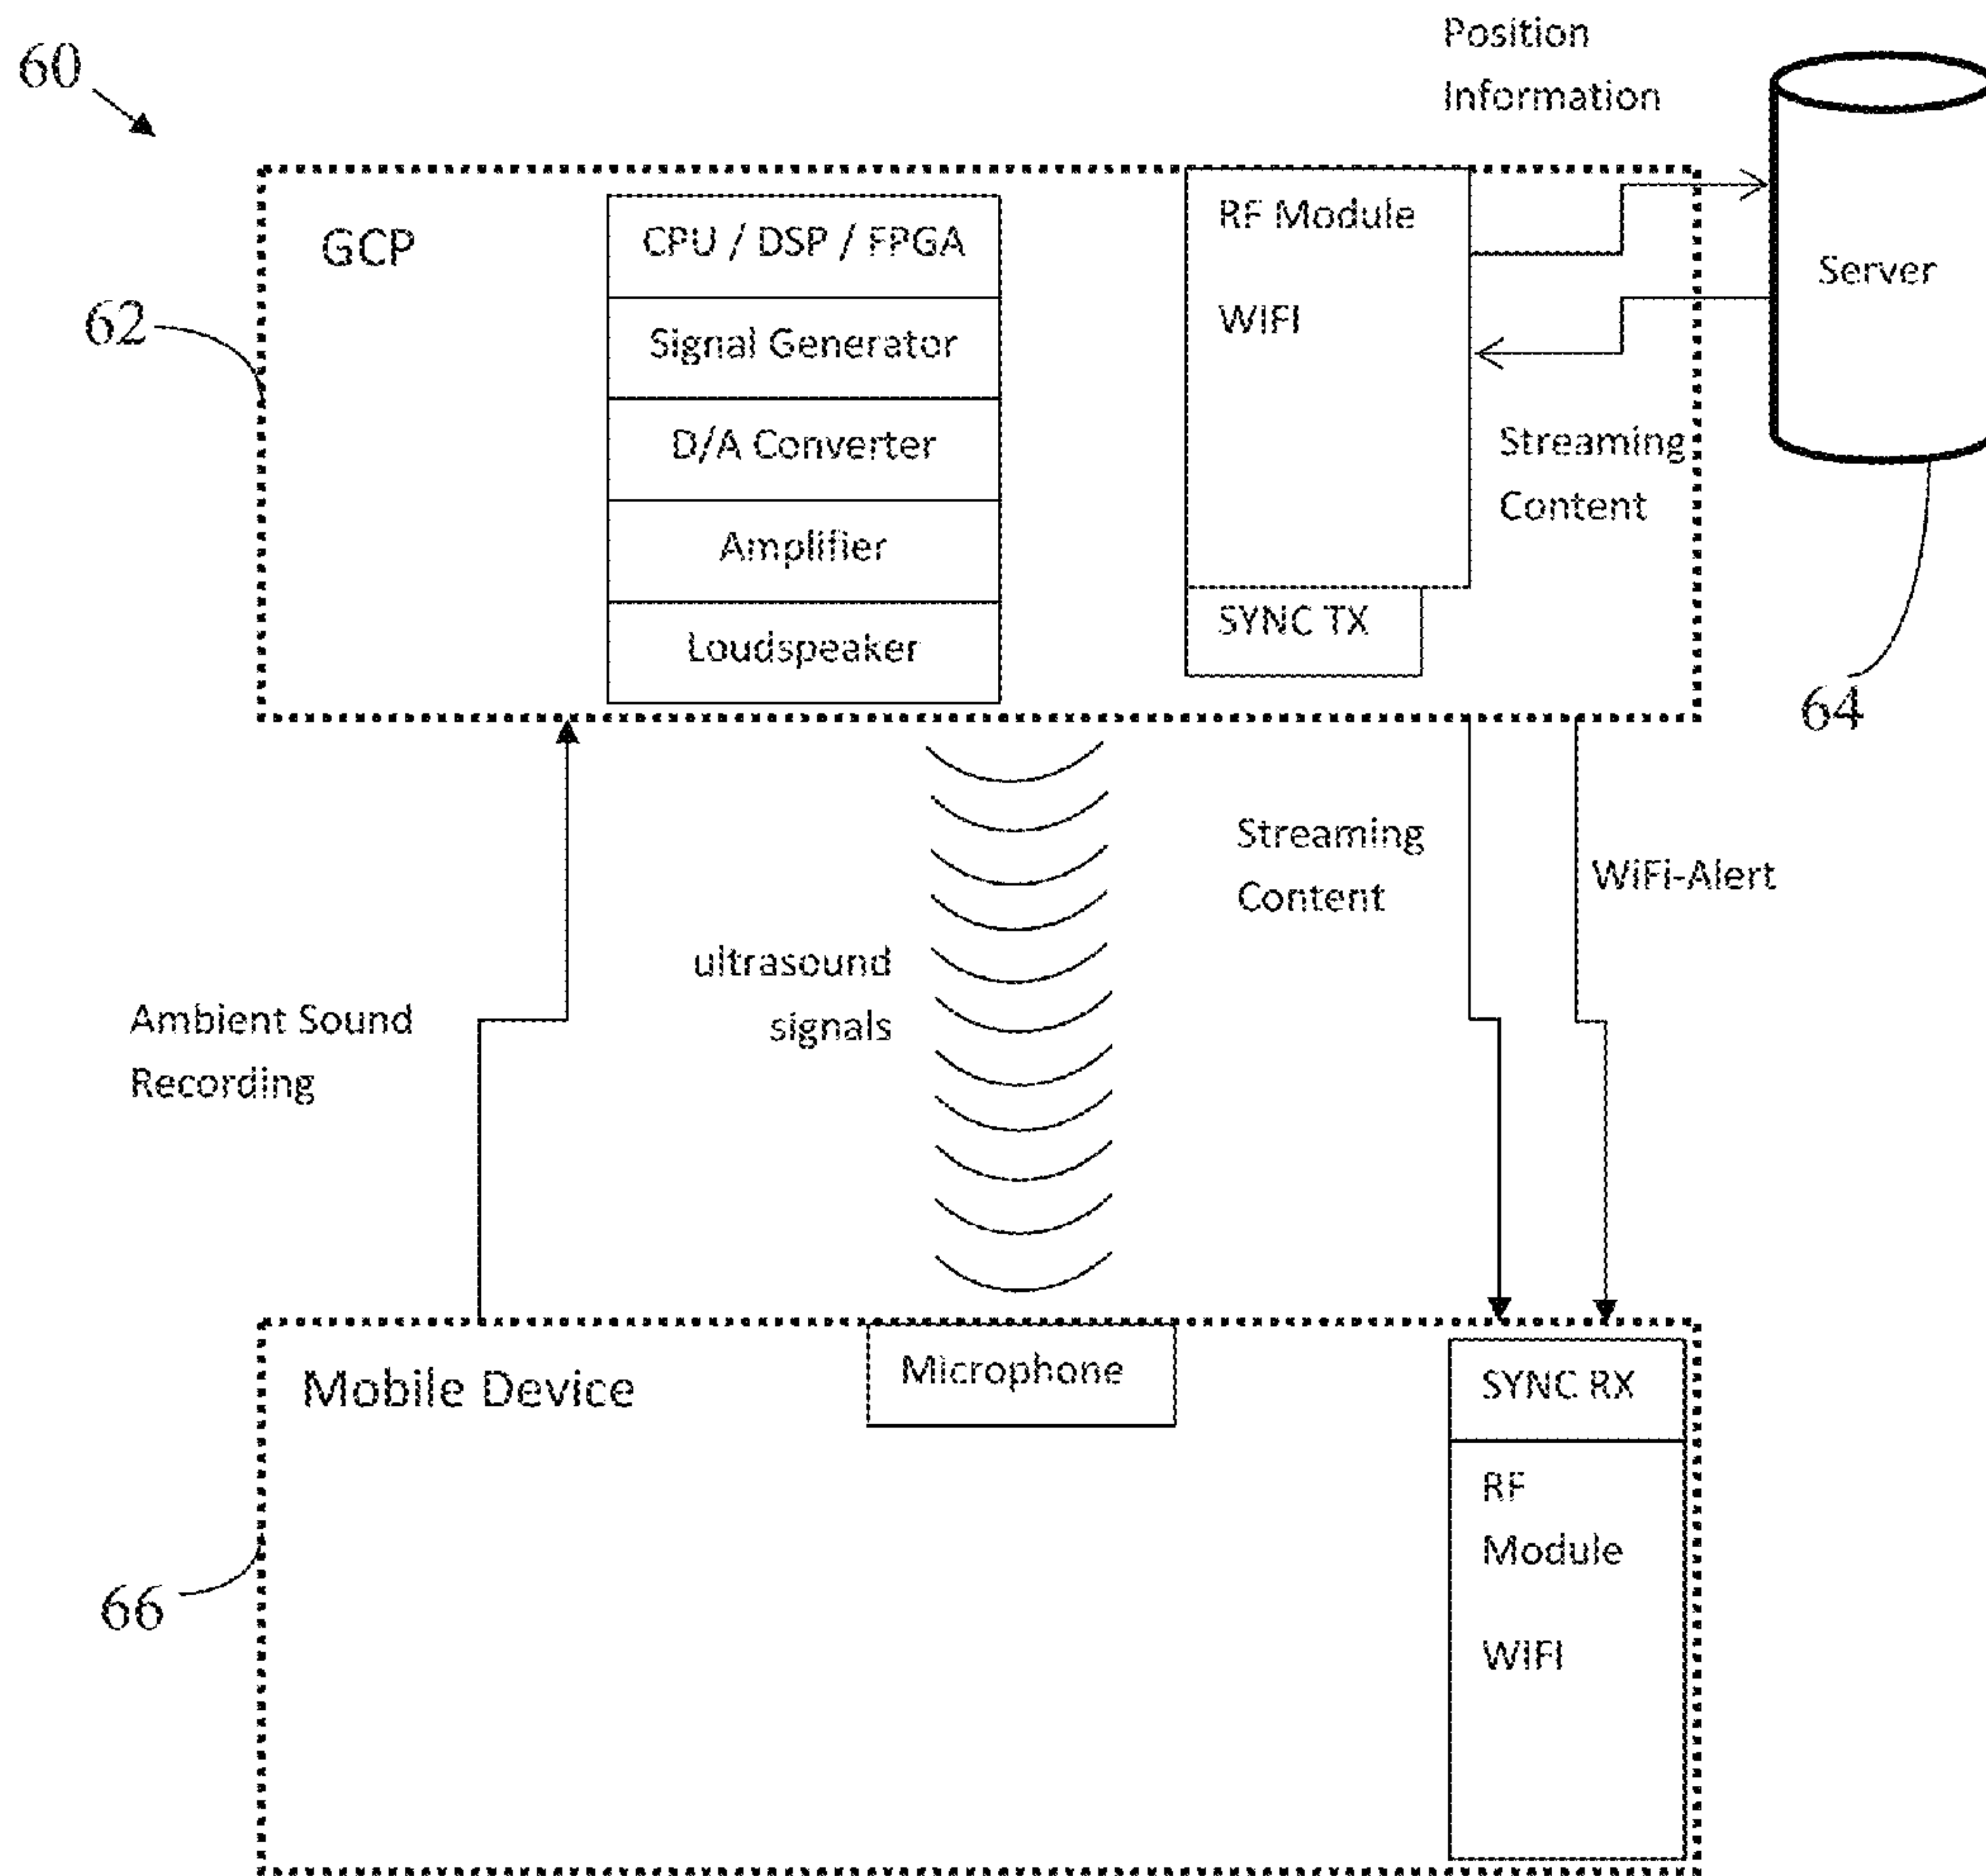 60
Position
Information
GCP
CPU / DSP / FPGA
Signal Generator
D/A Converter
Amplifier
Loudspeaker
RF Module
WIFI
SYNC TX
Server
Streaming
Content
62
64
Ambient Sound
Recording
ultrasound
signals
Streaming
Content
WiFi-Alert
Mobile Device
Microphone
SYNC RX
RF
Module
WIFI
66